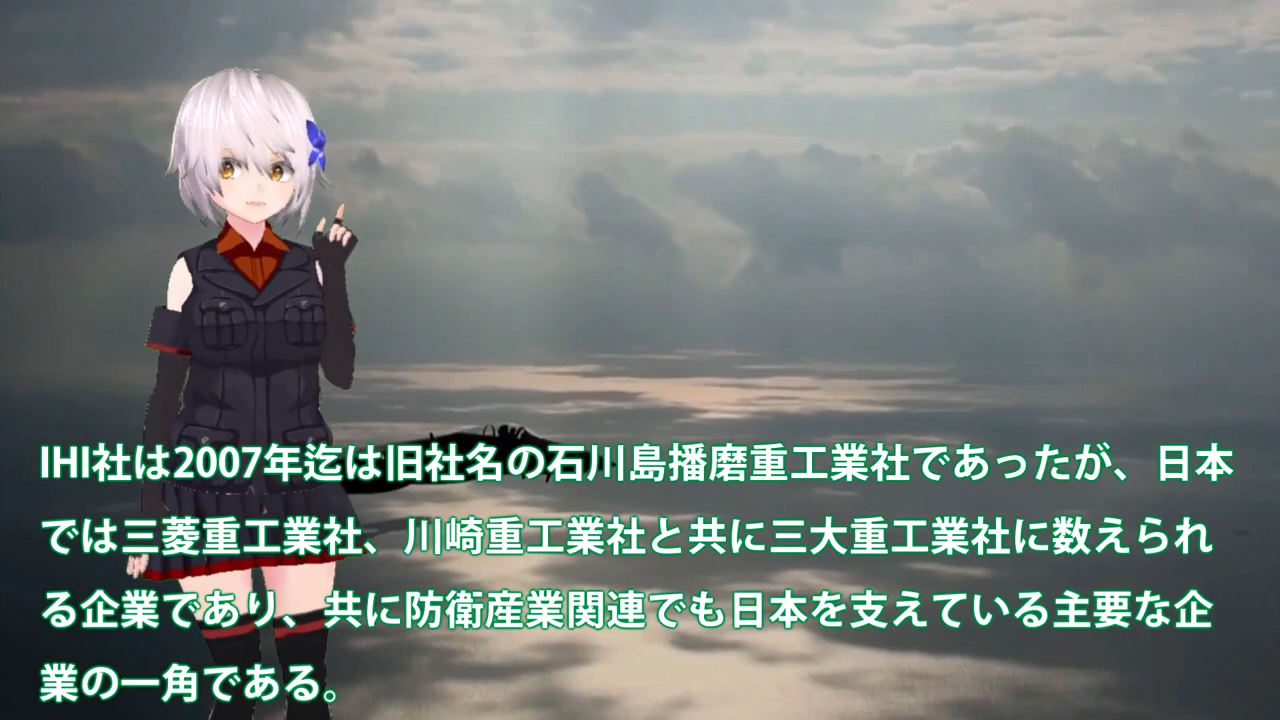 IHI社は2007年迄は旧社名の石川島播磨重工業社であったが、日本
では三菱重工業社、川崎重工業社と共に三大重工業社に数えられ
る企業であり、共に防衛産業関連でも日本を支えている主要な企
業の一角である。